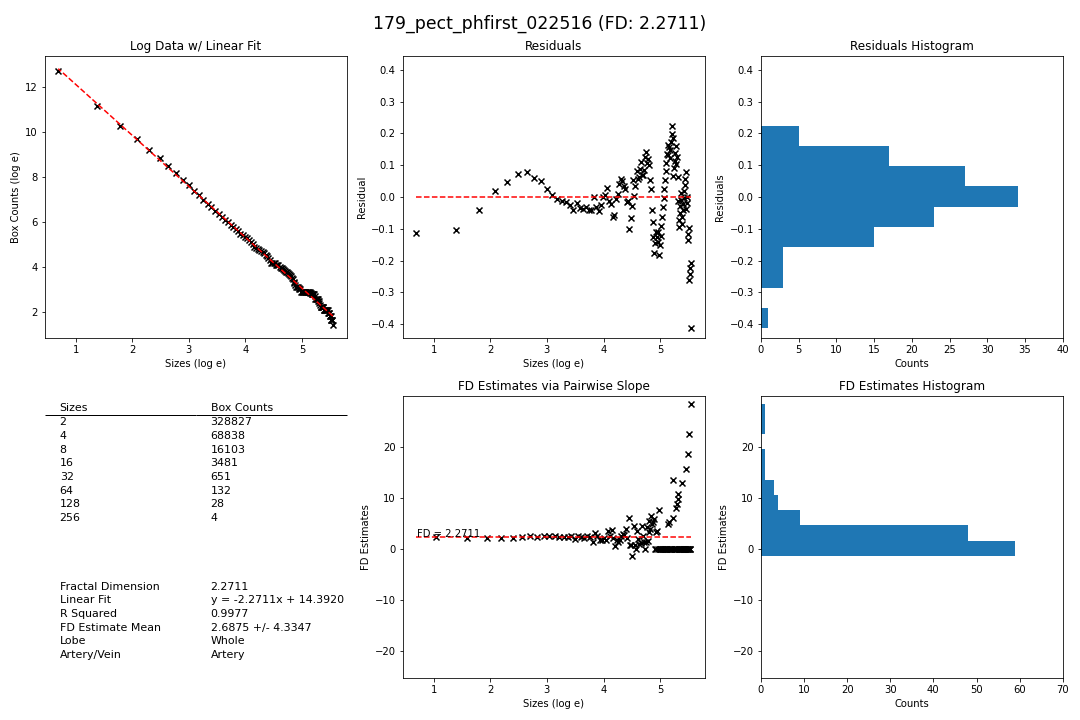 179_pect_phfirst_022516 (FD: 2.2711)
Log Data w/ Linear Fit
Box Counts (log e)
12
10
8
6
4
2
1 2 3 4 5
Sizes (log e)
Residuals
Residual
0.4
0.3
0.2
0.1
0.0
−0.1
−0.2
−0.3
−0.4
1 2 3 4 5
Sizes (log e)
Residuals Histogram
Residuals
0.4
0.3
0.2
0.1
0.0
−0.1
−0.2
−0.3
−0.4
0 5 10 15 20 25 30 35 40
Counts
Sizes Box Counts
2 328827
4 68838
8 16103
16 3481
32 651
64 132
128 28
256 4
Fractal Dimension 2.2711
Linear Fit y = -2.2711x + 14.3920
R Squared 0.9977
FD Estimate Mean 2.6875 +/- 4.3347
Lobe Whole
Artery/Vein Artery
FD Estimates via Pairwise Slope
FD Estimates
20
10
0
−10
−20
FD = 2.2711
1 2 3 4 5
Sizes (log e)
FD Estimates Histogram
FD Estimates
20
10
0
−10
−20
0 10 20 30 40 50 60 70
Counts